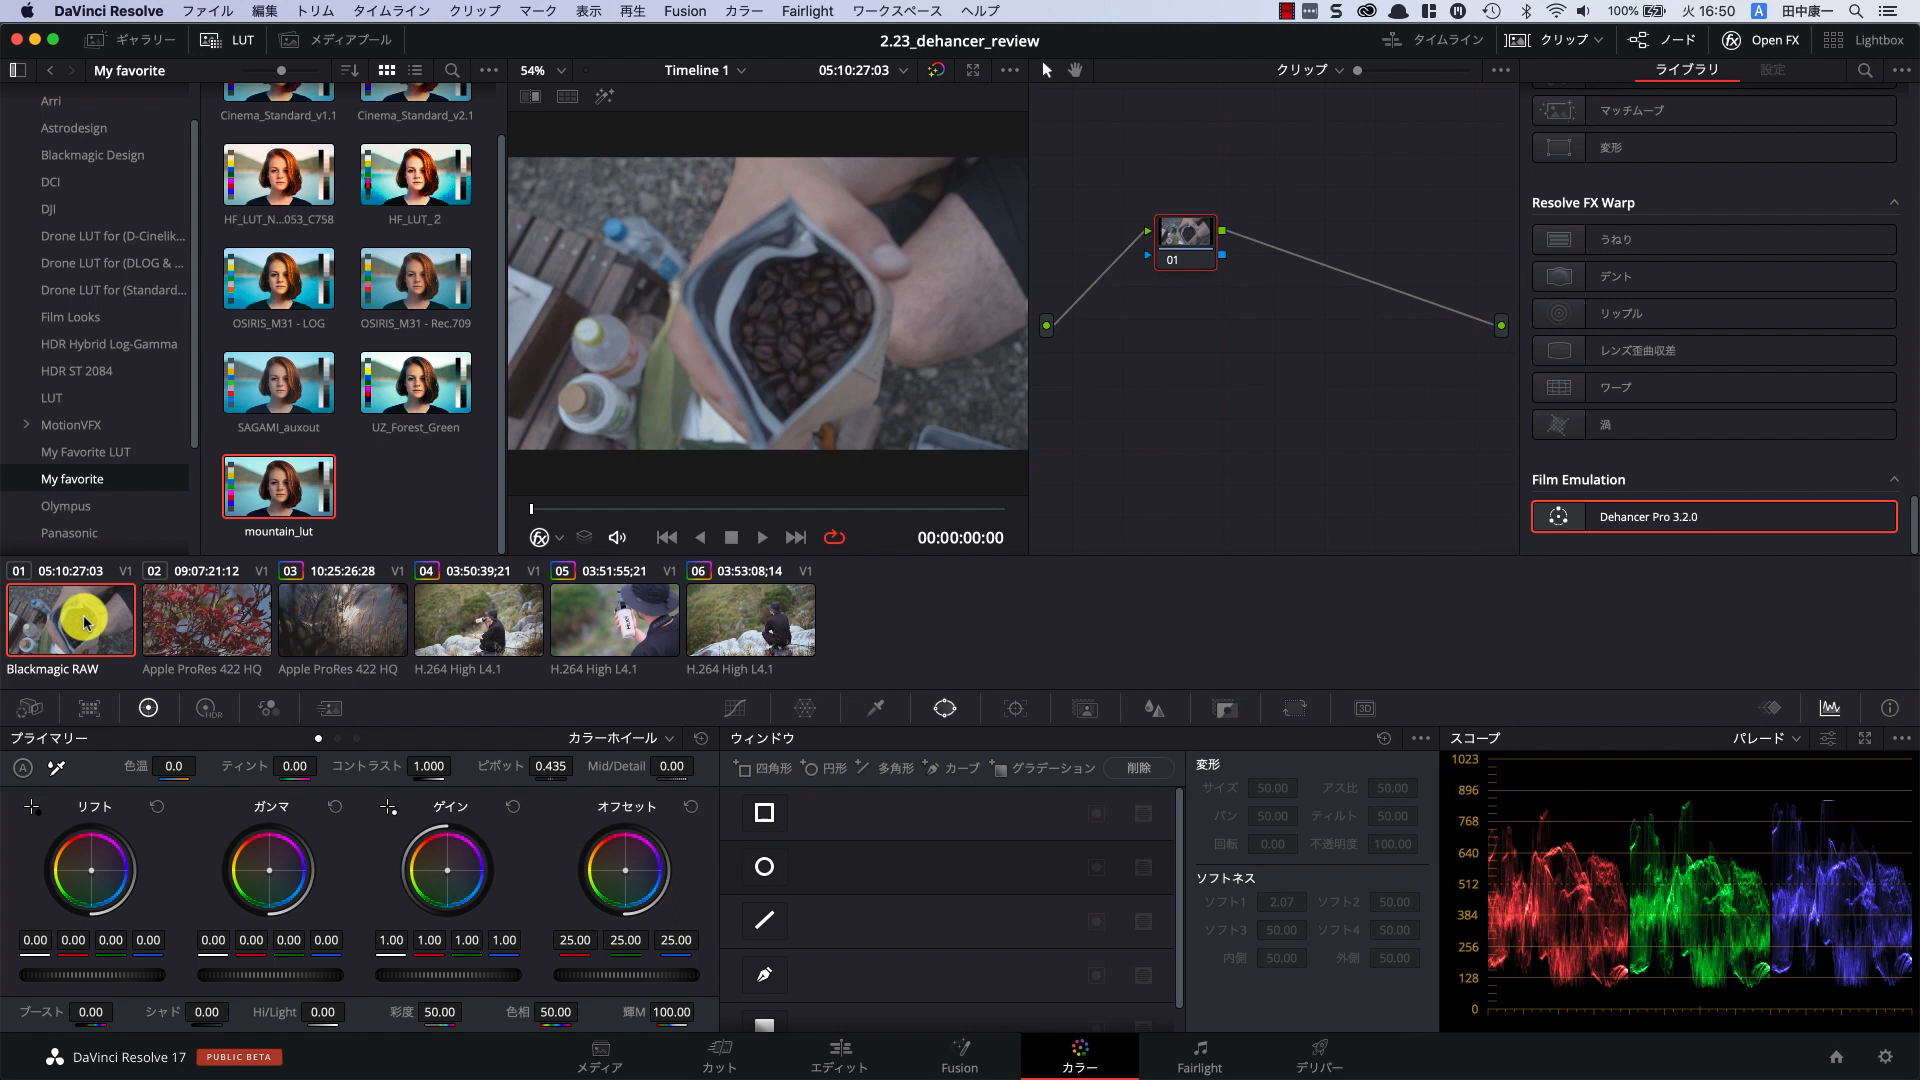 DaVinci Resolve ファイル 編集 トリム タイムライン クリップ マーク 表示 再生 Fusion カラー Fairlight ワークスペース ヘルプ 100% 火 16:50 A 田中康一
ギャラリー LUT メディアプール 2.23_dehancer_review タイムライン クリップ ノード Open FX Lightbox
My favorite 54% Timeline 1 05:10:27:03 クリップ ライブラリ 設定
Arri
Astrodesign
Blackmagic Design
DCI
DJI
Drone LUT for (D-Cinelik...
Drone LUT for (DLOG & ...
Drone LUT for (Standard...
Film Looks
HDR Hybrid Log-Gamma
HDR ST 2084
LUT
MotionVFX
My Favorite LUT
My favorite
Olympus
Panasonic
Cinema_Standard_v1.1 Cinema_Standard_v2.1
HF_LUT_N...053_C758 HF_LUT_２
OSIRIS_M31 - LOG OSIRIS_M31 - Rec.709
SAGAMI_auxout UZ_Forest_Green
mountain_lut
00:00:00:00
01
マッチムーブ
変形
Resolve FX Warp
うねり
デント
リップル
レンズ歪曲収差
ワープ
渦
Film Emulation
Dehancer Pro 3.2.0
01 05:10:27:03 V1 02 09:07:21:12 V1 03 10:25:26:28 V1 04 03:50:39;21 V1 05 03:51:55;21 V1 06 03:53:08;14 V1
Blackmagic RAW Apple ProRes 422 HQ Apple ProRes 422 HQ H.264 High L4.1 H.264 High L4.1 H.264 High L4.1
HDR 3D
プライマリー カラーホイール
A 色温 0.0 ティント 0.00 コントラスト 1.000 ピボット 0.435 Mid/Detail 0.00
リフト ガンマ ゲイン オフセット
0.00 0.00 0.00 0.00 0.00 0.00 0.00 0.00 1.00 1.00 1.00 1.00 25.00 25.00 25.00
ブースト 0.00 シャド 0.00 Hi/Light 0.00 彩度 50.00 色相 50.00 輝M 100.00
ウィンドウ
四角形 円形 多角形 カーブ グラデーション 削除
変形
サイズ 50.00 アス比 50.00
パン 50.00 ティルト 50.00
回転 0.00 不透明度 100.00
ソフトネス
ソフト1 2.07 ソフト2 50.00
ソフト3 50.00 ソフト4 50.00
内側 50.00 外側 50.00
スコープ パレード
1023
896
768
640
512
384
256
128
0
DaVinci Resolve 17 PUBLIC BETA メディア カット エディット Fusion カラー Fairlight デリバー